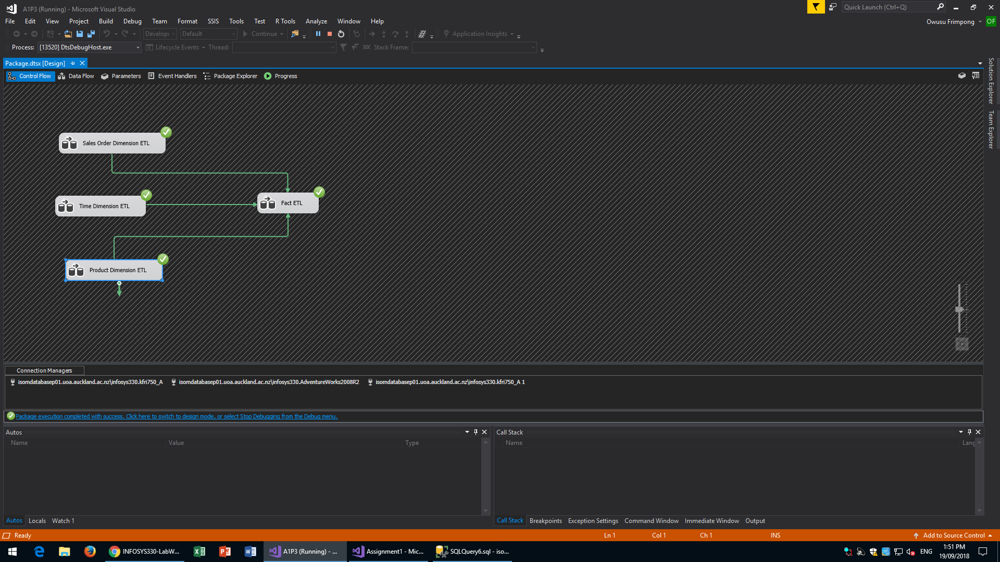 A1P3 (Running) - Microsoft Visual Studio
Quick Launch (Ctrl+Q)
File Edit View Project Build Debug Team Format SSIS Tools Test R Tools Analyze Window Help
Owusu Frimpong OF
Develop Default Continue Application Insights
Process: [13520] DtsDebugHost.exe Lifecycle Events Thread: Stack Frame:
Package.dtsx [Design]
Control Flow Data Flow Parameters Event Handlers Package Explorer Progress
Solution Explorer
Team Explorer
Sales Order Dimension ETL
Time Dimension ETL
Fact ETL
Product Dimension ETL
Connection Managers
isomdatabasep01.uoa.auckland.ac.nz\infosys330.kfri750_A isomdatabasep01.uoa.auckland.ac.nz\infosys330.AdventureWorks2008R2 isomdatabasep01.uoa.auckland.ac.nz\infosys330.kfri750_A 1
Package execution completed with success. Click here to switch to design mode, or select Stop Debugging from the Debug menu.
Autos
Name Value Type
Call Stack
Name Lang
Autos Locals Watch 1
Call Stack Breakpoints Exception Settings Command Window Immediate Window Output
Ready Ln 1 Col 1 Ch 1 INS Add to Source Control
INFOSYS330-LabW... A1P3 (Running) - ... Assignment1 - Mic... SQLQuery6.sql - iso...
ENG
1:51 PM
19/09/2018